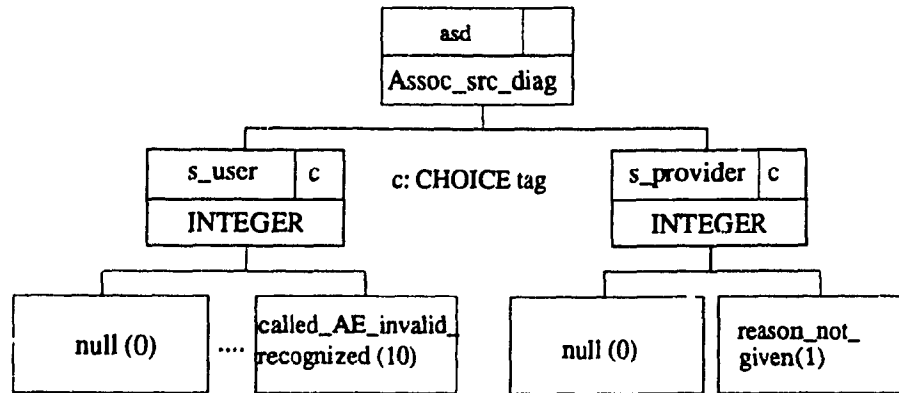 asd
Assoc_src_diag
s_user c
c: CHOICE tag
s_provider c
INTEGER
INTEGER
null (0)
....
called_AE_invalid_
recognized (10)
null (0)
reason_not_
given(1)